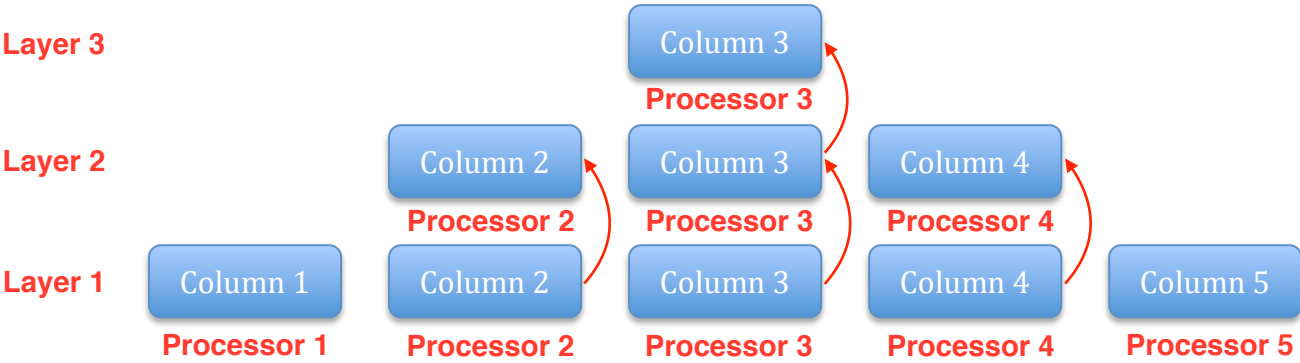 Layer 3
Column 3
Processor 3
Layer 2
Column 2
Column 3
Column 4
Processor 2
Processor 3
Processor 4
Layer 1
Column 1
Column 2
Column 3
Column 4
Column 5
Processor 1
Processor 2
Processor 3
Processor 4
Processor 5